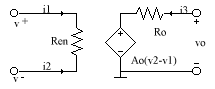 i1
i3
v +
Ro
+
+
Ren
vo
i2
Ao(v2-v1)
v -
-
-